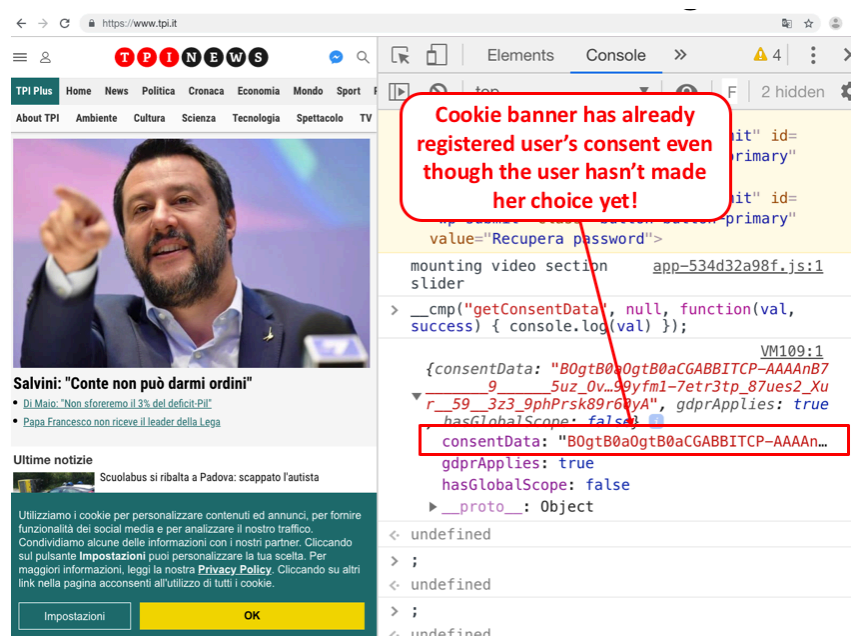 https://www.tpi.it
TPI NEWS
TPI Plus Home News Politica Cronaca Economia Mondo Sport
About TPI Ambiente Cultura Scienza Tecnologia Spettacolo TV
Salvini: "Conte non può darmi ordini"
Di Maio: "Non sforeremo il 3% del deficit-Pil"
Papa Francesco non riceve il leader della Lega
Ultime notizie
Scuolabus si ribalta a Padova: scappato l'autista
Utilizziamo i cookie per personalizzare contenuti ed annunci, per fornire
funzionalità dei social media e per analizzare il nostro traffico.
Condividiamo alcune delle informazioni con i nostri partner. Cliccando
sul pulsante Impostazioni puoi personalizzare la tua scelta. Per
maggiori informazioni, leggi la nostra Privacy Policy. Cliccando su altri
link nella pagina acconsenti all'utilizzo di tutti i cookie.
Impostazioni OK
Elements Console » 4
top F 2 hidden
Cookie banner has already
registered user's consent even
though the user hasn't made
her choice yet!
id=
id=
value="Recupera password">
mounting video section app-534d32a98f.js:1
slider
> __cmp("getConsentData", null, function(val,
success) { console.log(val) });
VM109:1
{consentData: "BOgtB0aOgtB0aCGABBITCP-AAAAnB7
_______9______5uz_Ov…99yfm1-7etr3tp_87ues2_Xu
r__59__3z3_9phPrsk89r6_yA", gdprApplies: true
, hasGlobalScope: false}
consentData: "BOgtB0aOgtB0aCGABBITCP-AAAAn…
gdprApplies: true
hasGlobalScope: false
__proto__: Object
undefined
> ;
undefined
> ;
undefined